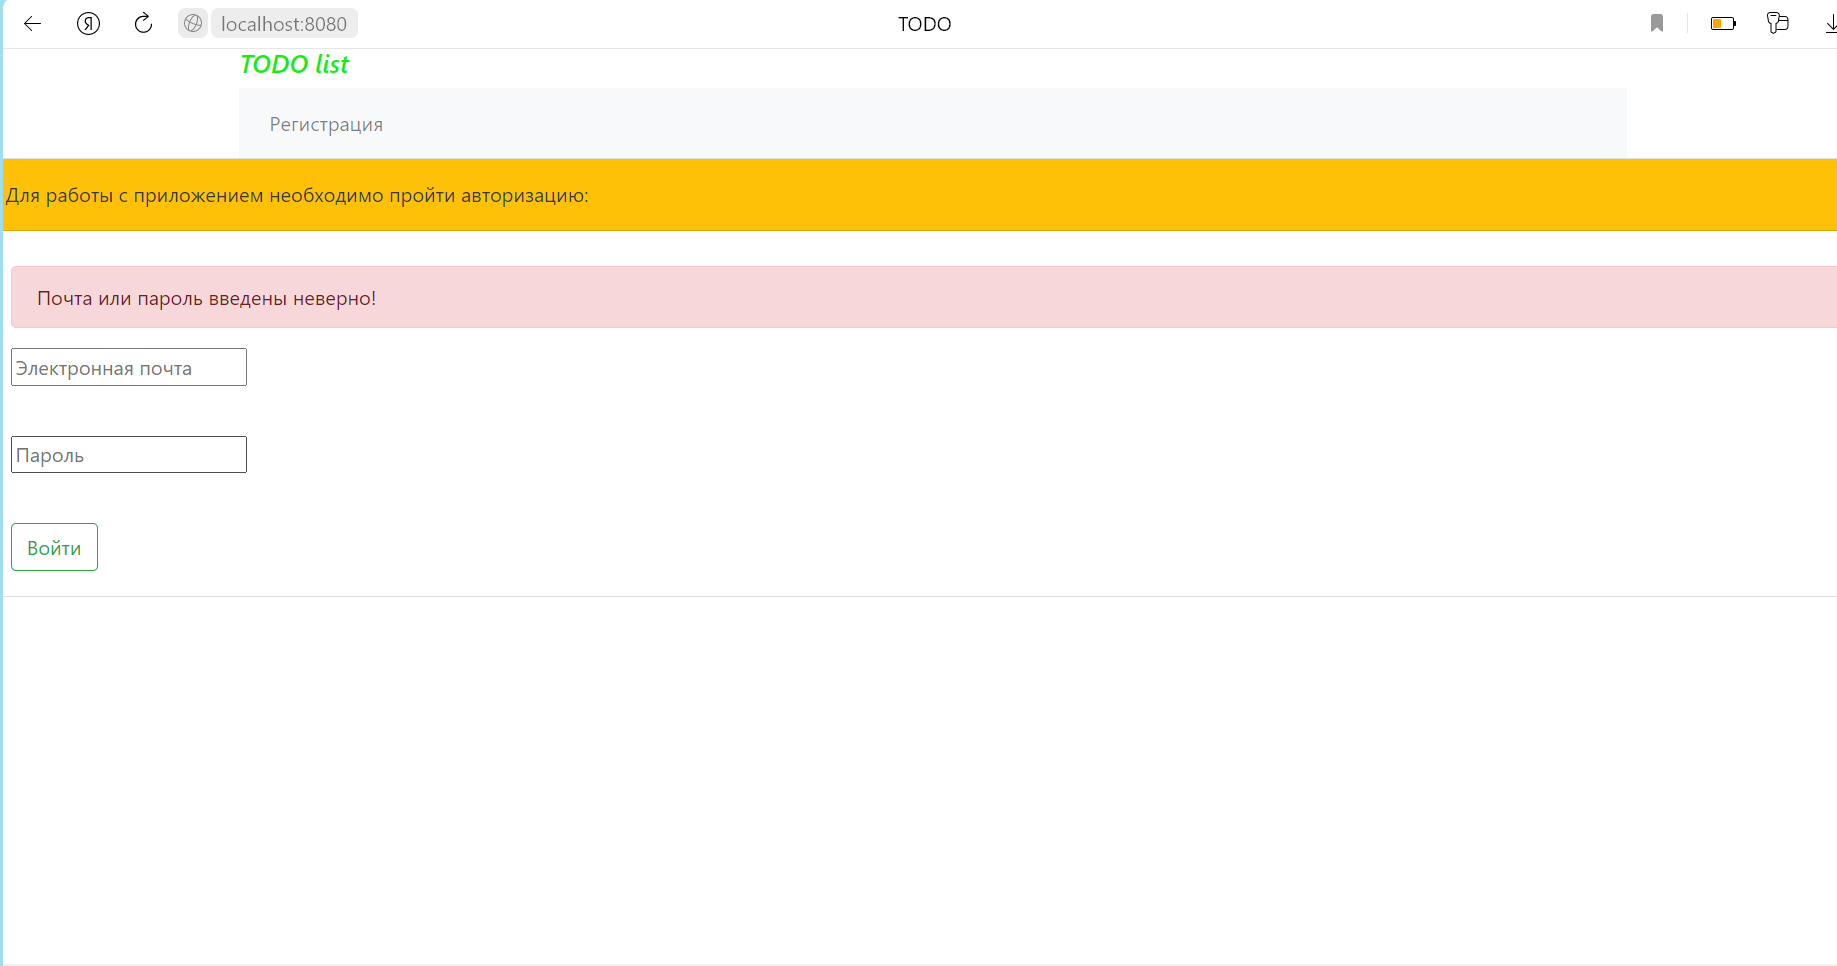 localhost:8080
TODO
TODO list
Регистрация
Для работы с приложением необходимо пройти авторизацию:
Почта или пароль введены неверно!
Электронная почта
Пароль
Войти